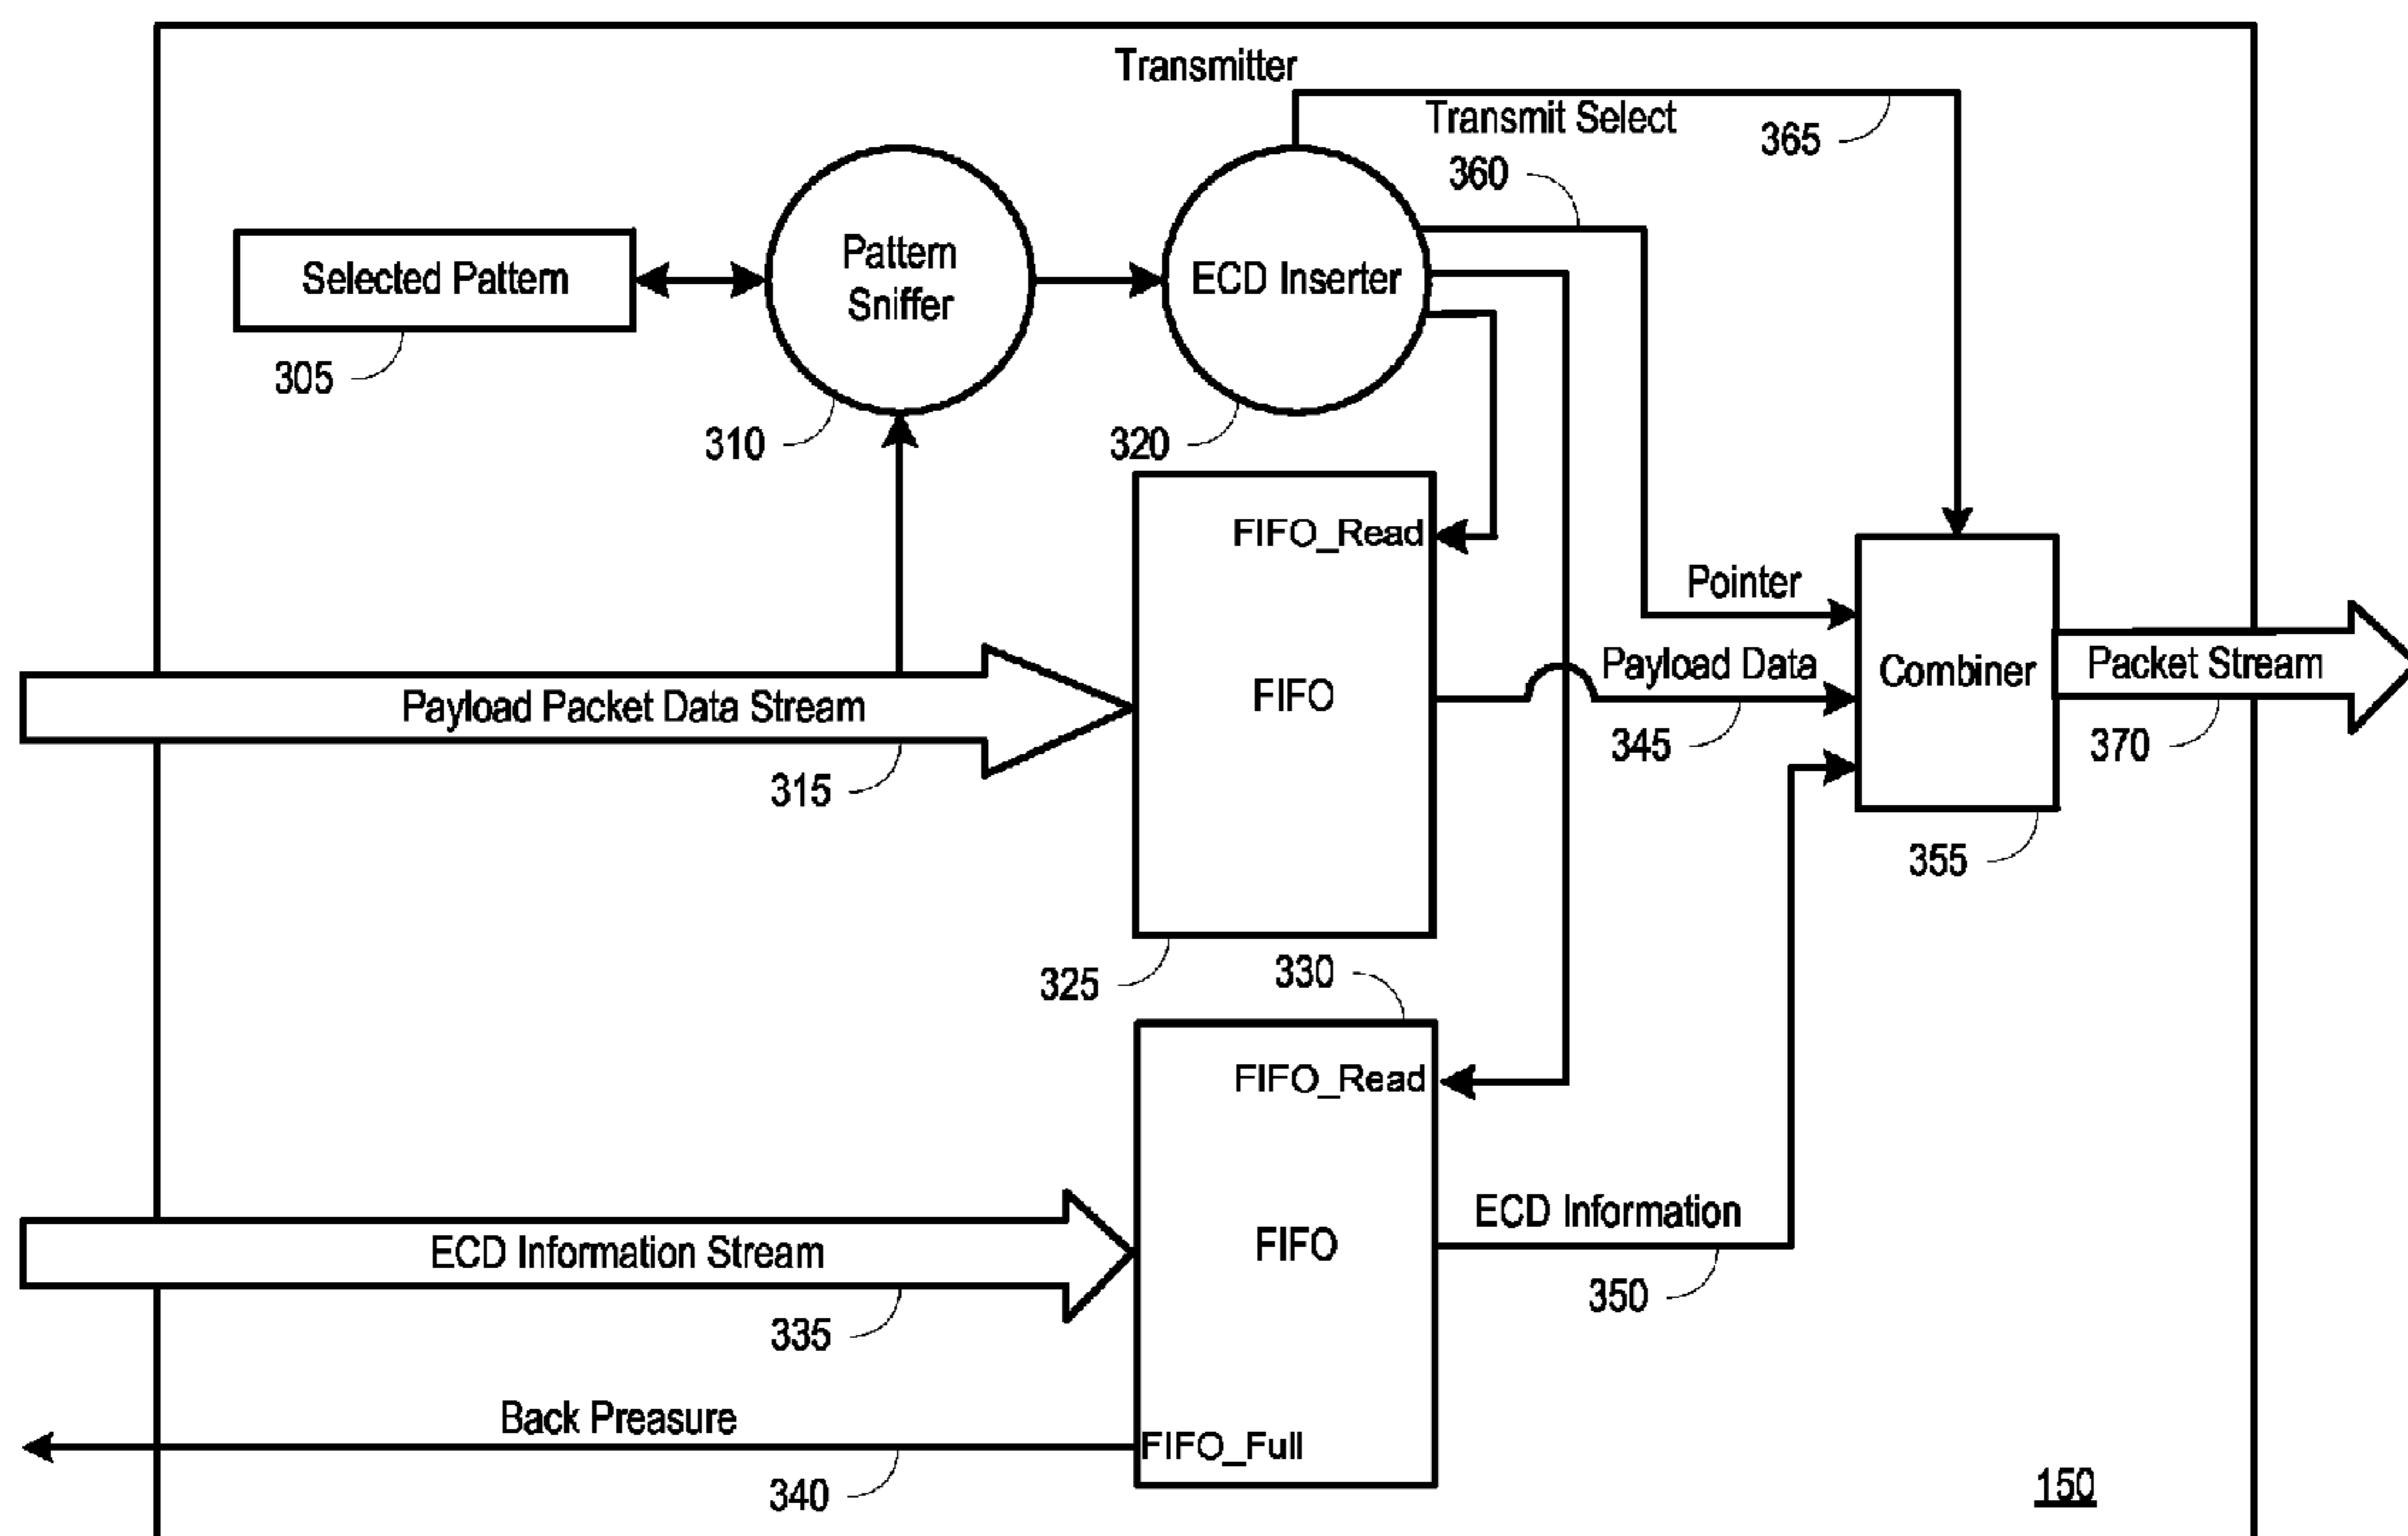 Transmitter
Transmit Select
365
360
Selected Pattern
Pattern
Sniffer
ECD Inserter
305
310
320
FIFO_Read
Pointer
Payload Data
Combiner
Packet Stream
Payload Packet Data Stream
FIFO
345
370
315
355
325
330
FIFO_Read
ECD Information
ECD Information Stream
FIFO
350
335
Back Preasure
FIFO_Full
340
150